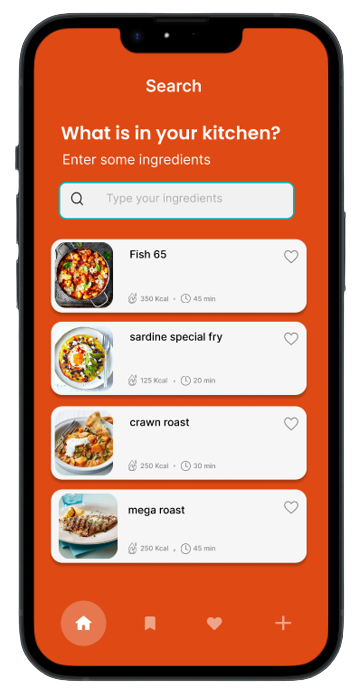 Search
What is in your kitchen?
Enter some ingredients
Type your ingredients
Fish 65
350 Kcal • 45 min
sardine special fry
125 Kcal • 20 min
crawn roast
250 Kcal • 30 min
mega roast
250 Kcal • 45 min